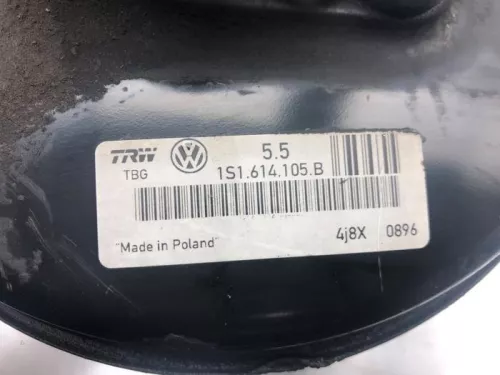 TRW
5.5
TBG
1S1.614.105.B
"Made in Poland"
4j8X 0896